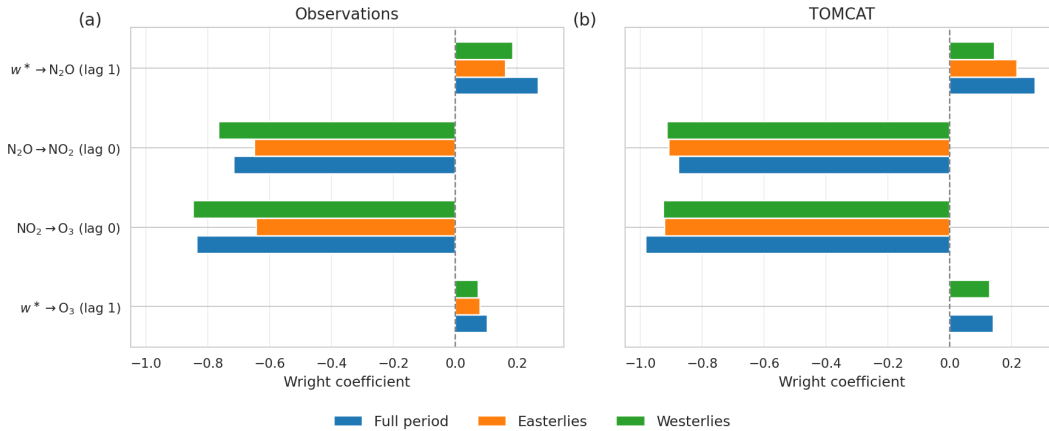 (a) Observations
(b) TOMCAT
w* → N₂O (lag 1)
N₂O → NO₂ (lag 0)
NO₂ → O₃ (lag 0)
w* → O₃ (lag 1)
−1.0 −0.8 −0.6 −0.4 −0.2 0.0 0.2
Wright coefficient
−1.0 −0.8 −0.6 −0.4 −0.2 0.0 0.2
Wright coefficient
Full period Easterlies Westerlies